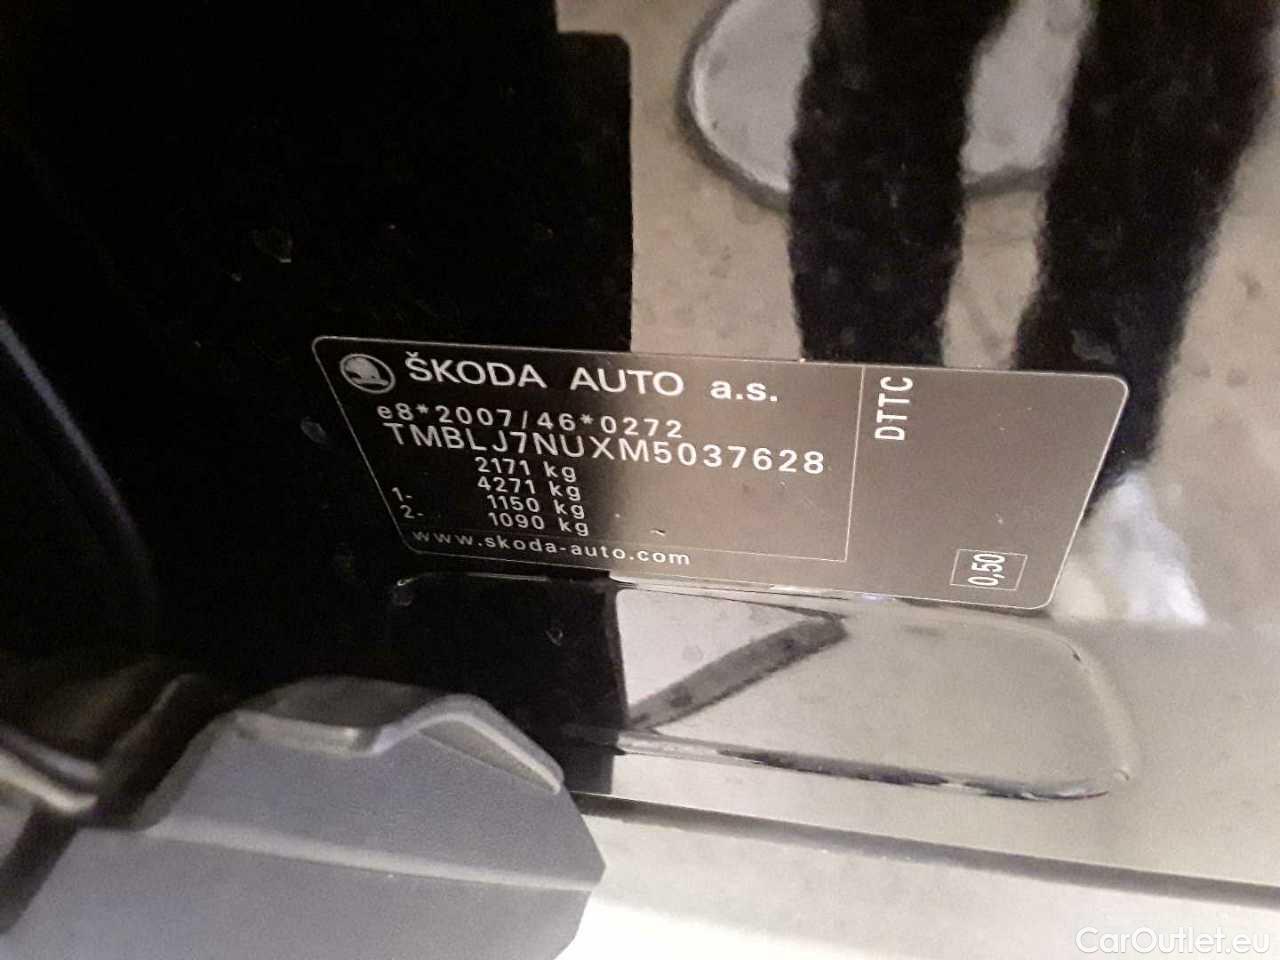 ŠKODA AUTO a.s.
e8*2007/46*0272
TMBLJ7NUXM5037628
2171 kg
4271 kg
1- 1150 kg
2- 1090 kg
www.skoda-auto.com
DTTC
0,50
CarOutlet.eu